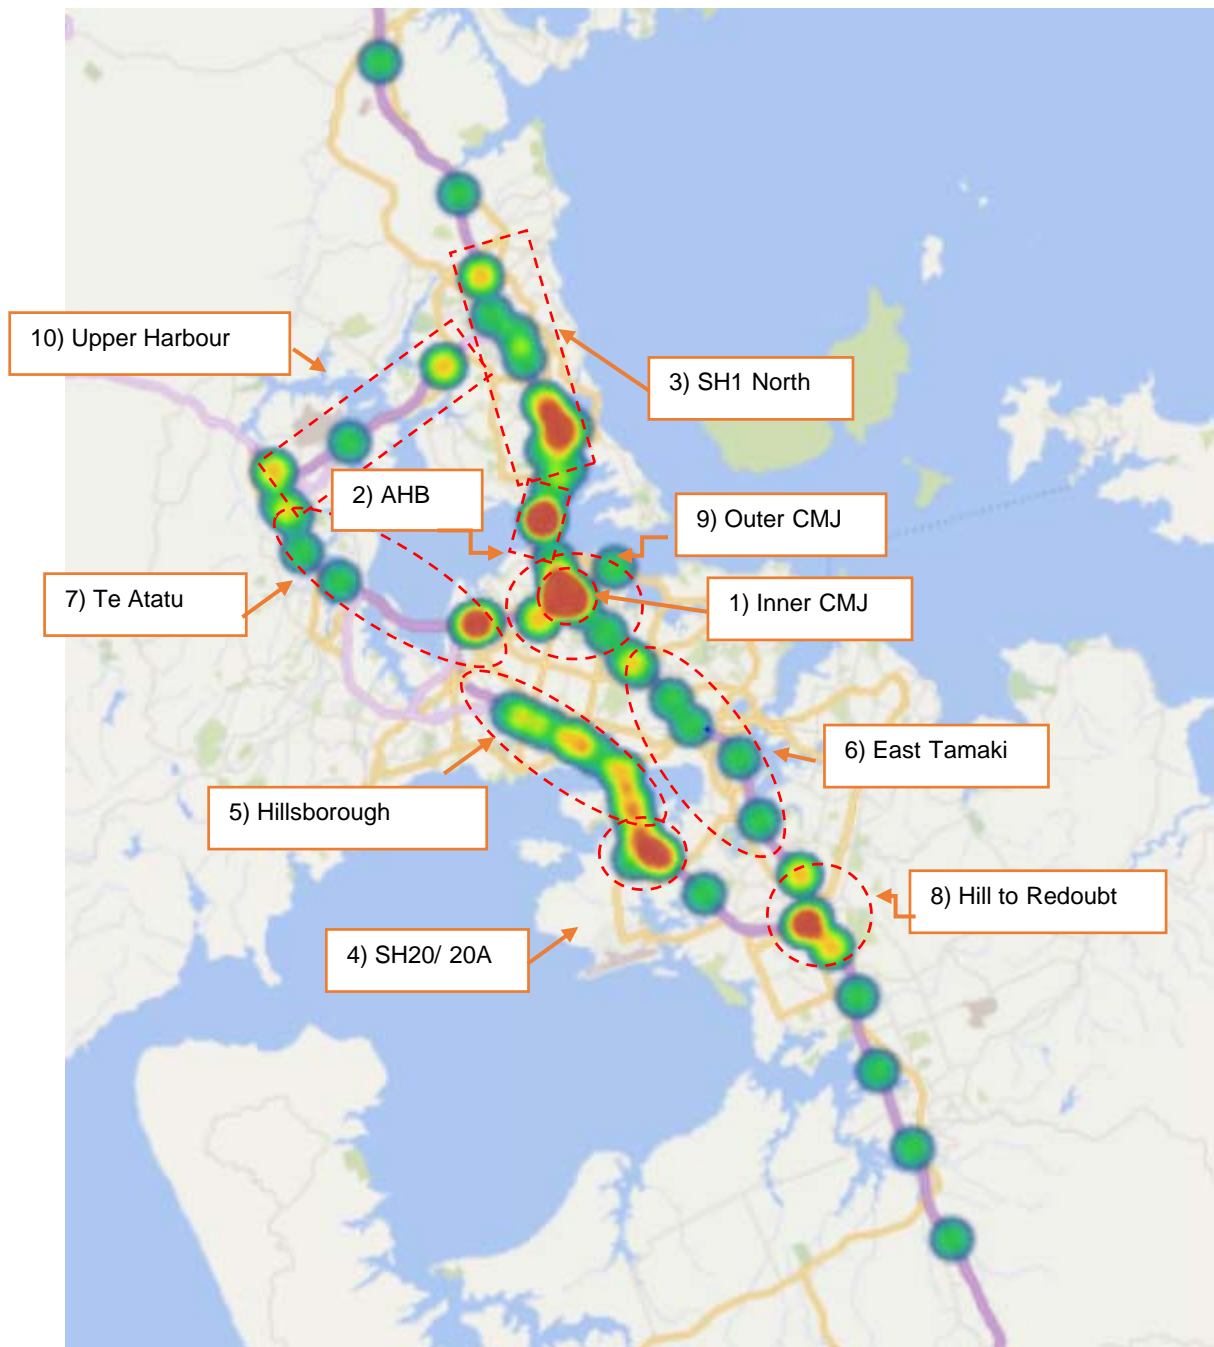 10) Upper Harbour
3) SH1 North
2) AHB
9) Outer CMJ
7) Te Atatu
1) Inner CMJ
6) East Tamaki
5) Hillsborough
8) Hill to Redoubt
4) SH20/ 20A